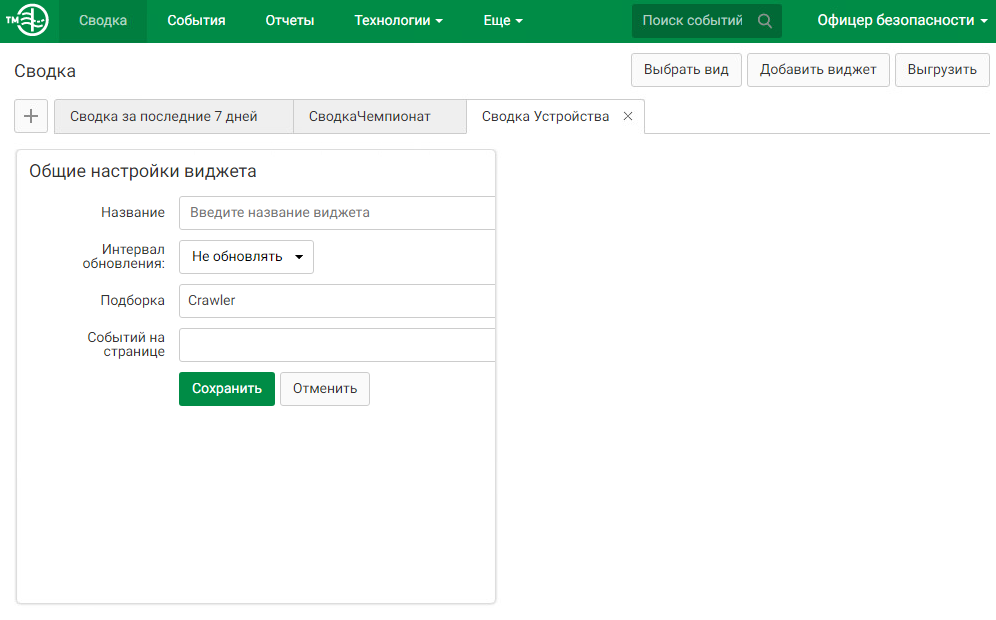 ТМ Сводка События Отчеты Технологии Еще Поиск событий Офицер безопасности
Сводка Выбрать вид Добавить виджет Выгрузить
Сводка за последние 7 дней СводкаЧемпионат Сводка Устройства
Общие настройки виджета
Название Введите название виджета
Интервал
обновления: Не обновлять
Подборка Crawler
Событий на
странице
Сохранить Отменить